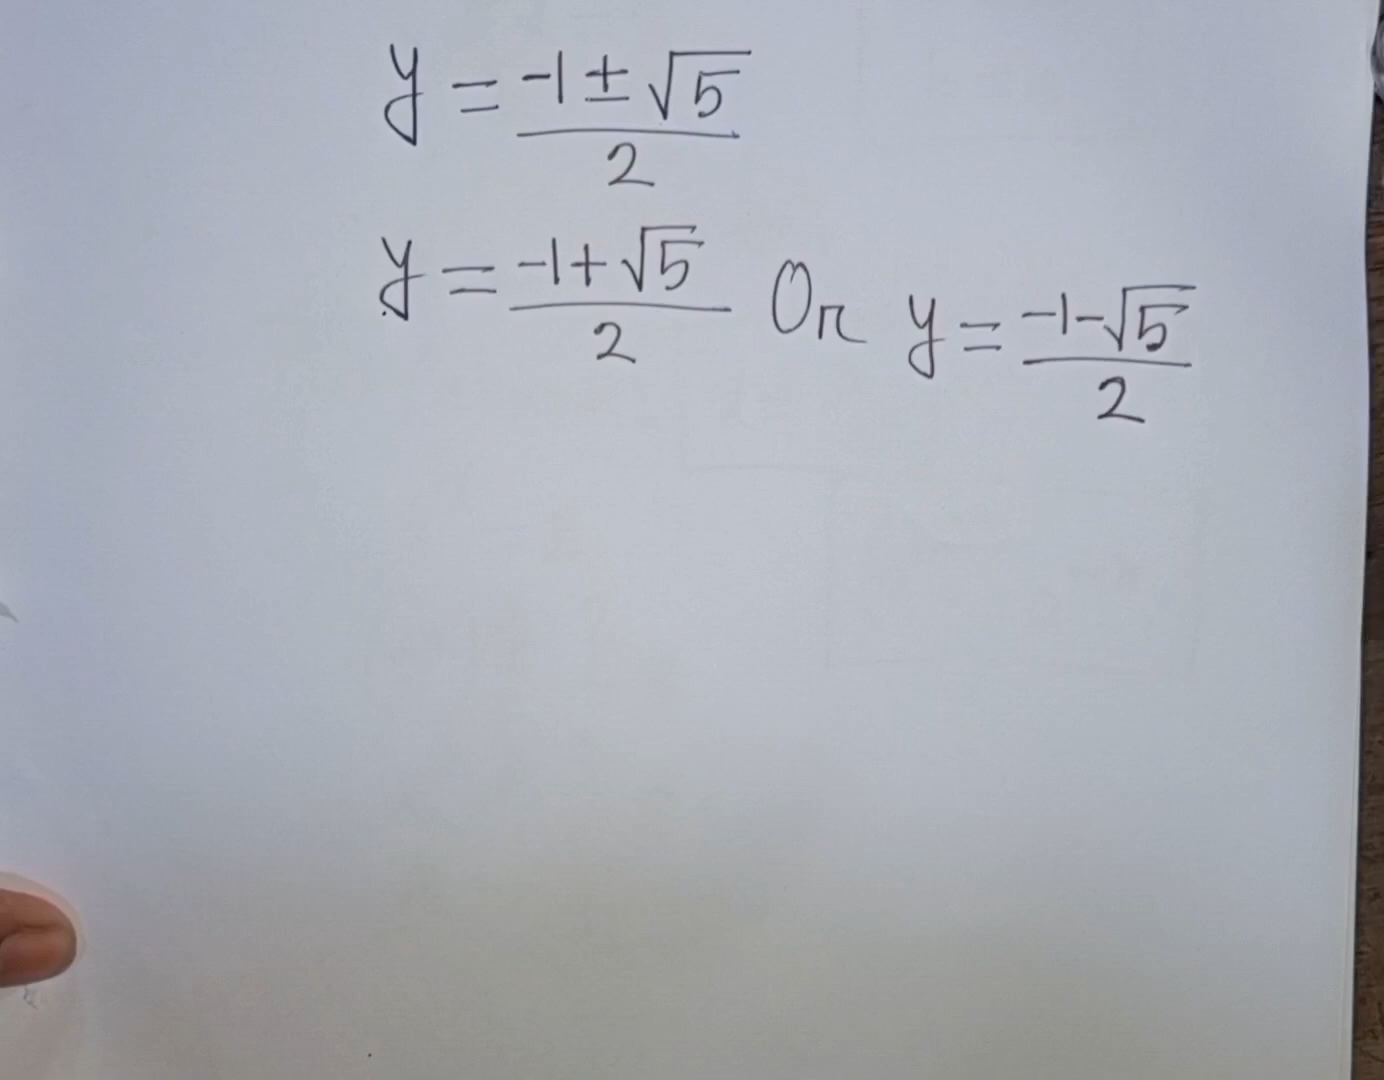 y = (-1 ± √5)/2
y = (-1 + √5)/2 Or y = (-1 - √5)/2